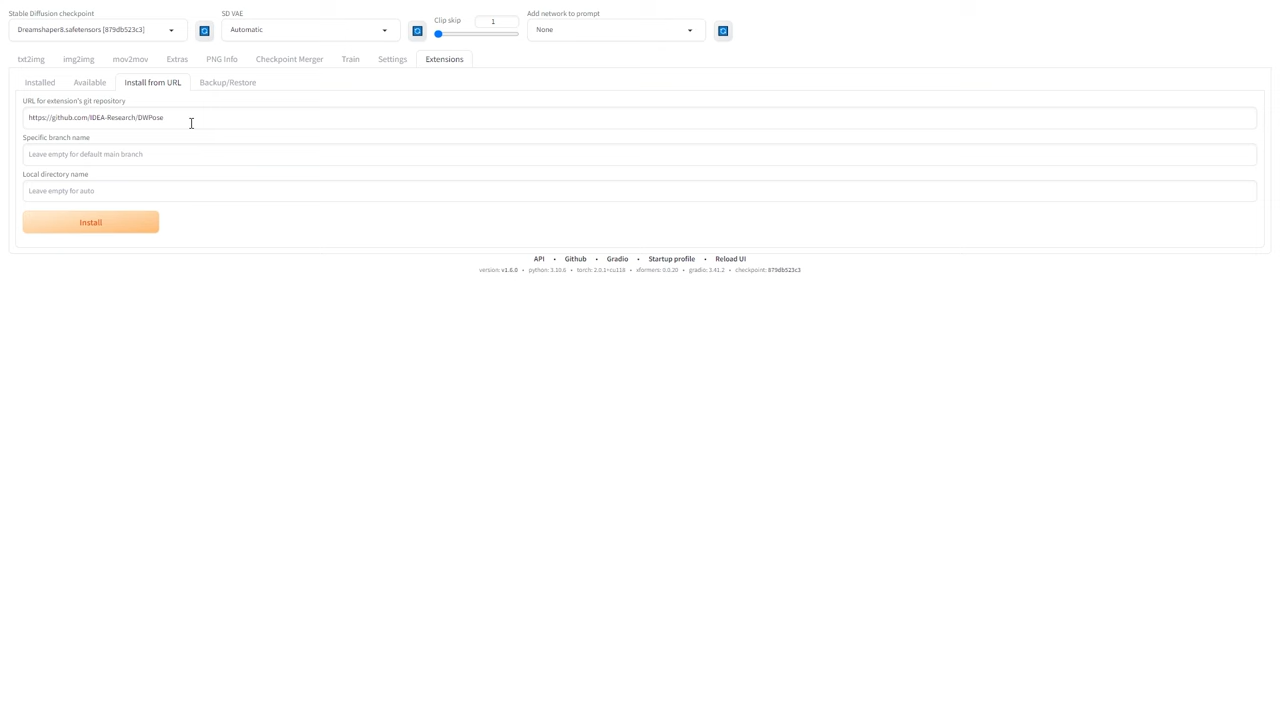 Stable Diffusion checkpoint
SD VAE
Clip skip
1
Add network to prompt
Dreamshaper8.safetensors [879db523c3]
Automatic
None
txt2img
img2img
mov2mov
Extras
PNG Info
Checkpoint Merger
Train
Settings
Extensions
Installed
Available
Install from URL
Backup/Restore
URL for extension's git repository
https://github.com/IDEA-Research/DWPose
Specific branch name
Leave empty for default main branch
Local directory name
Leave empty for auto
Install
API • Github • Gradio • Startup profile • Reload UI
version: v1.6.0 • python: 3.10.6 • torch: 2.0.1+cu118 • xformers: 0.0.20 • gradio: 3.41.2 • checkpoint: 879db523c3